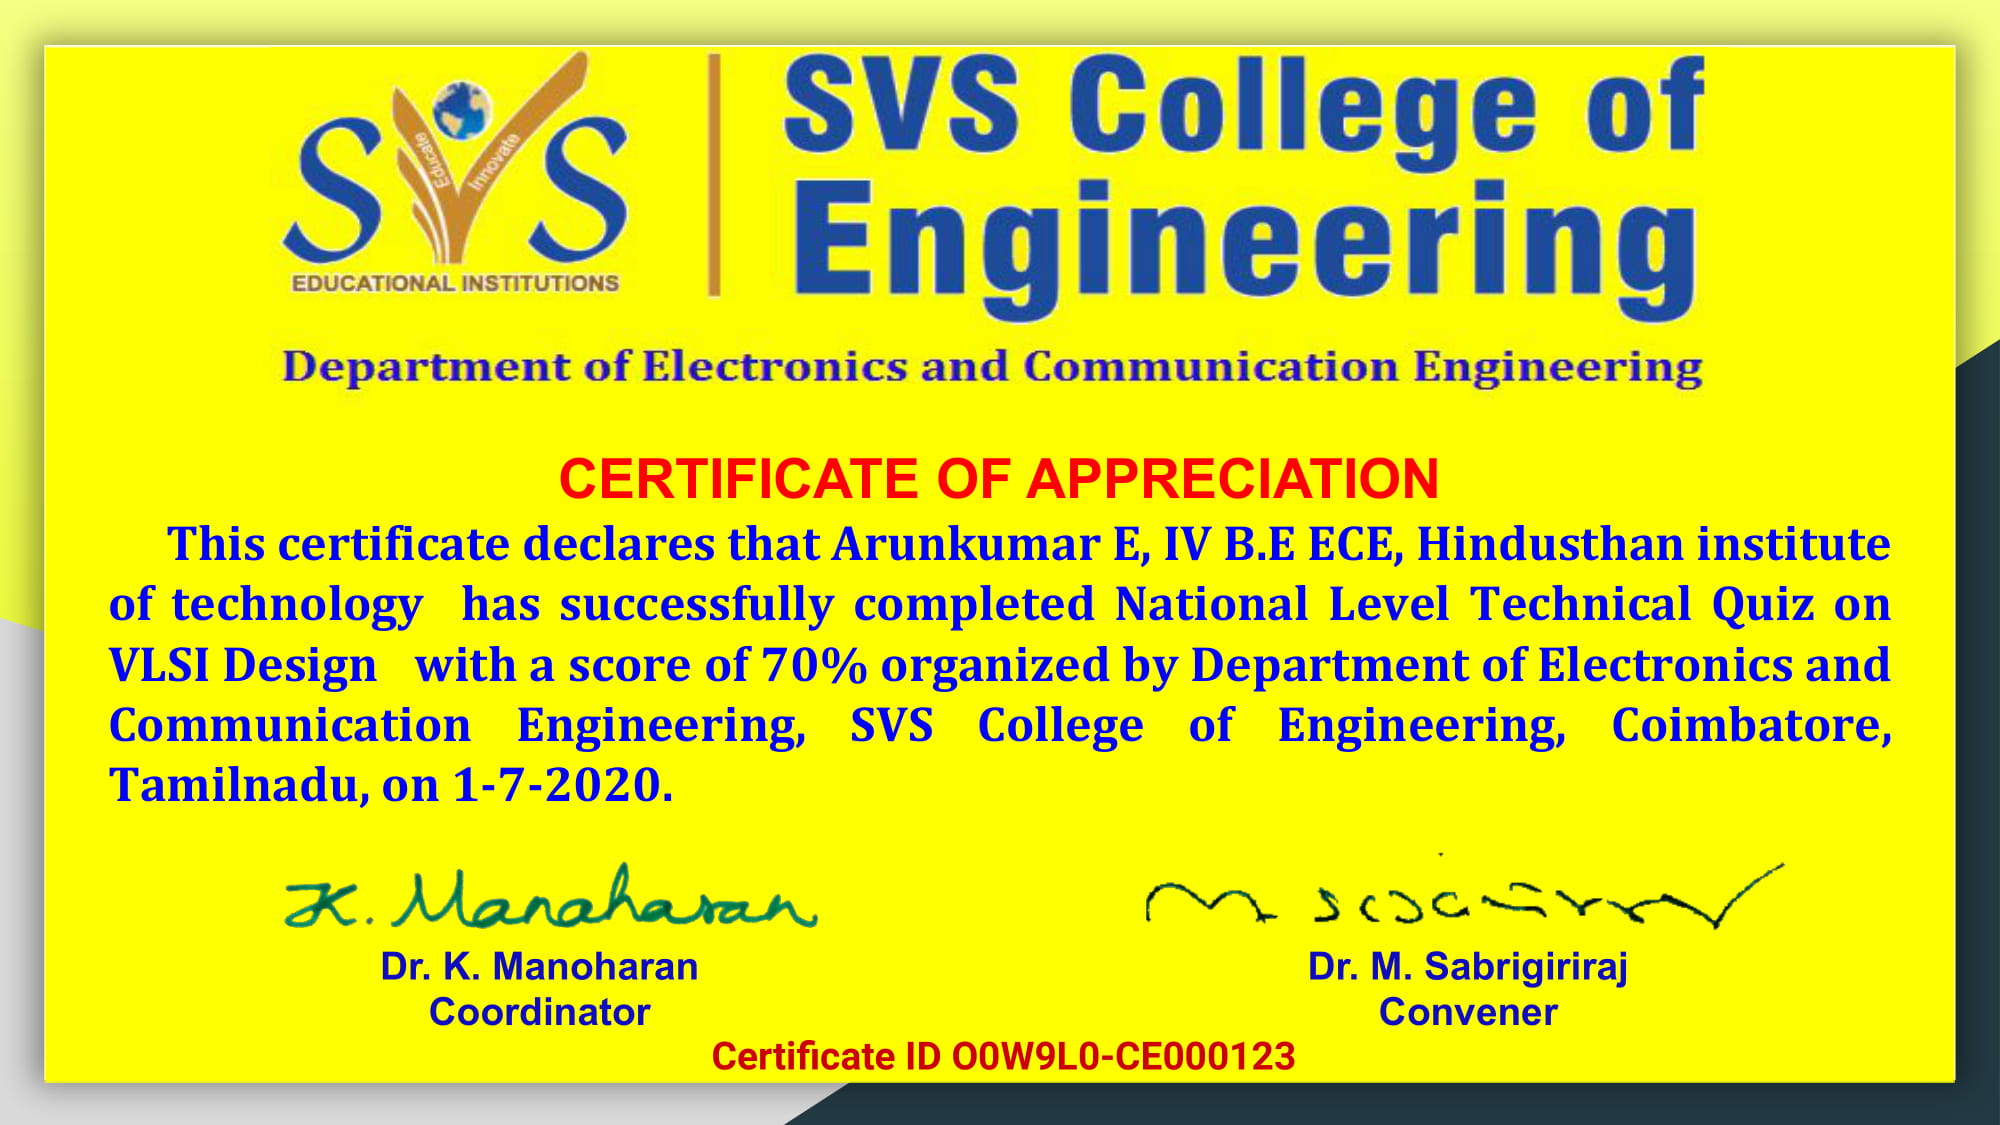 SVS
Educate
Innovate
EDUCATIONAL INSTITUTIONS
SVS College of
Engineering
Department of Electronics and Communication Engineering
CERTIFICATE OF APPRECIATION
This certificate declares that Arunkumar E, IV B.E ECE, Hindusthan institute
of technology has successfully completed National Level Technical Quiz on
VLSI Design with a score of 70% organized by Department of Electronics and
Communication Engineering, SVS College of Engineering, Coimbatore,
Tamilnadu, on 1-7-2020.
K. Manoharan
Dr. K. Manoharan
Coordinator
Dr. M. Sabrigiriraj
Convener
Certificate ID O0W9L0-CE000123